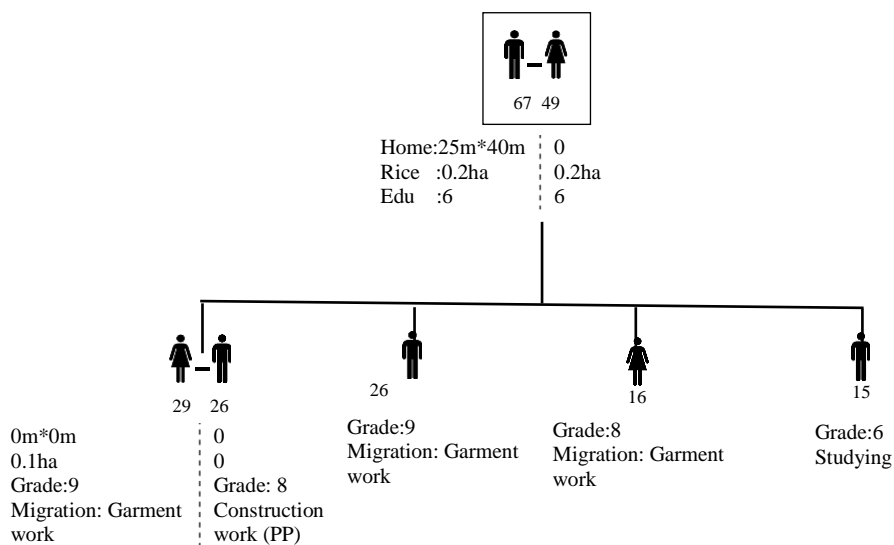 67 49
Home:25m*40m 0
Rice :0.2ha 0.2ha
Edu :6 6
29 26
0m*0m 0
0.1ha 0
Grade:9 Grade: 8
Migration: Garment Construction
work work (PP)
26
Grade:9
Migration: Garment
work
16
Grade:8
Migration: Garment
work
15
Grade:6
Studying